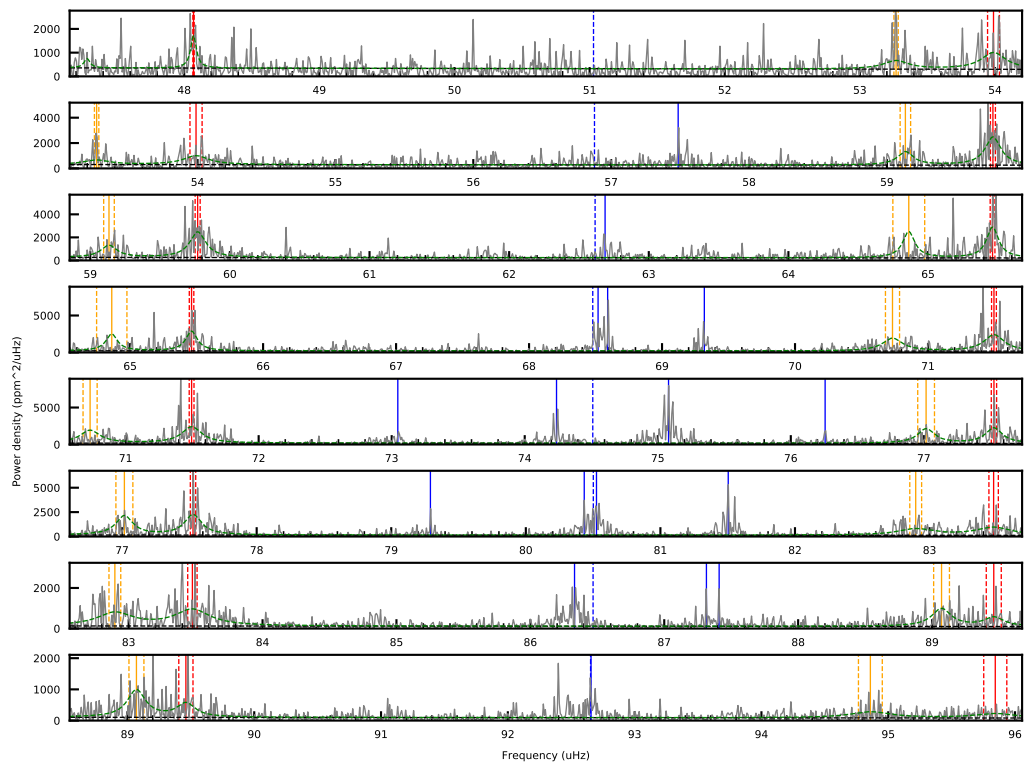 2000
1000
0
48 49 50 51 52 53 54
4000
2000
0
54 55 56 57 58 59
4000
2000
0
59 60 61 62 63 64 65
5000
0
65 66 67 68 69 70 71
5000
0
71 72 73 74 75 76 77
5000
2500
0
77 78 79 80 81 82 83
2000
0
83 84 85 86 87 88 89
2000
1000
0
89 90 91 92 93 94 95 96
Power density (ppm^2/uHz)
Frequency (uHz)